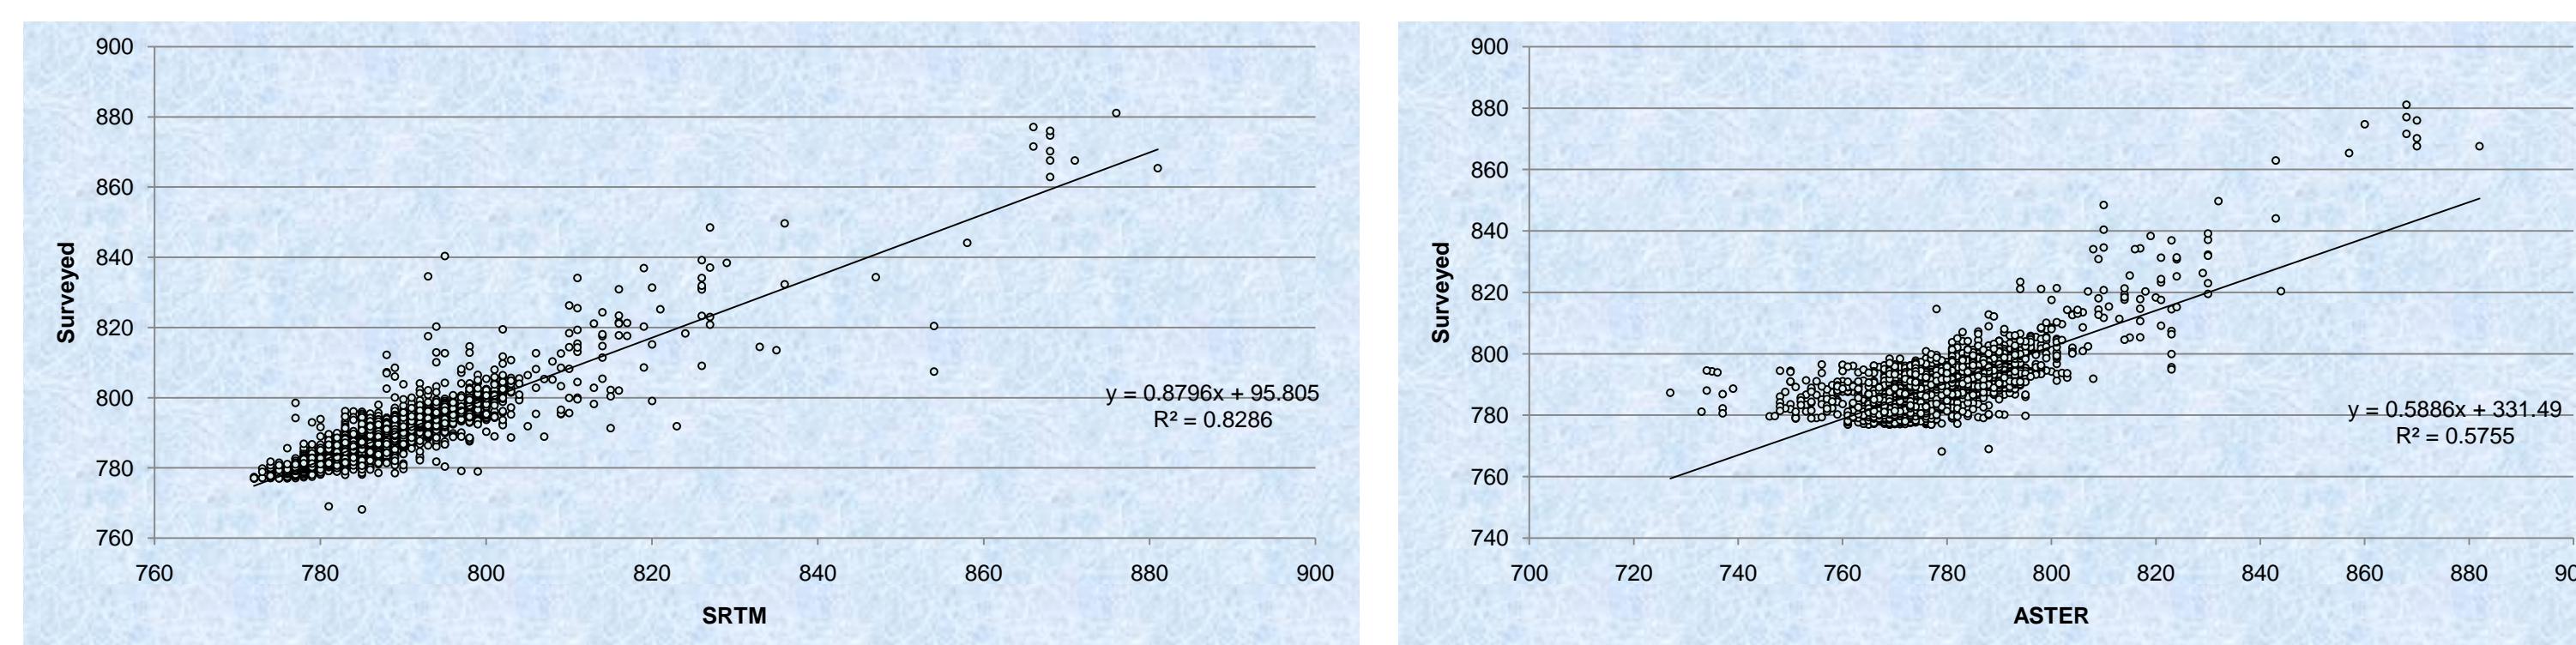 900
880
860
840
820
800
780
760
Surveyed
y = 0.8796x + 95.805
R² = 0.8286
760 780 800 820 840 860 880 900
SRTM
900
880
860
840
820
800
780
760
740
Surveyed
y = 0.5886x + 331.49
R² = 0.5755
700 720 740 760 780 800 820 840 860 880 90
ASTER